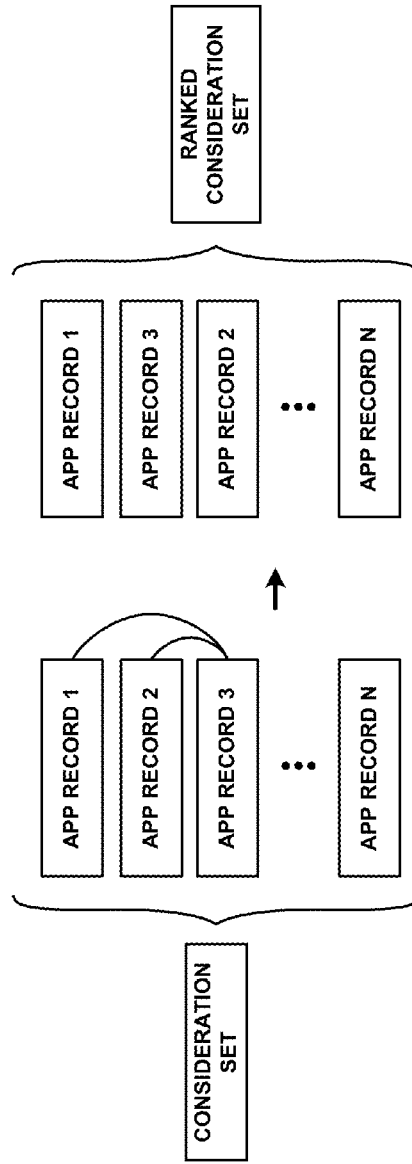 CONSIDERATION
SET
APP RECORD 1
APP RECORD 2
APP RECORD 3
•••
APP RECORD N
APP RECORD 1
APP RECORD 3
APP RECORD 2
•••
APP RECORD N
RANKED
CONSIDERATION
SET